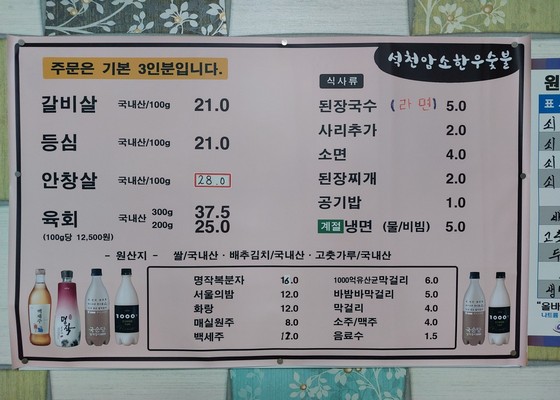 석천암소한우숯불
주문은 기본 3인분입니다.
갈비살 국내산/100g 21.0
등심 국내산/100g 21.0
안창살 국내산/100g 28.0
육회 국내산 300g 37.5
200g 25.0
(100g당 12,500원)
식사류
된장국수 (라면) 5.0
사리추가 2.0
소면 4.0
된장찌개 2.0
공기밥 1.0
계절 냉면 (물/비빔) 5.0
- 원산지 - 쌀/국내산 · 배추김치/국내산 · 고춧가루/국내산
명작복분자 16.0
서울의밤 12.0
화랑 12.0
매실원주 8.0
백세주 12.0
1000억유산균막걸리 6.0
바밤바막걸리 5.0
막걸리 4.0
소주/맥주 4.0
음료수 1.5
1000
1000
원
표
쇠
쇠
쇠
쇠